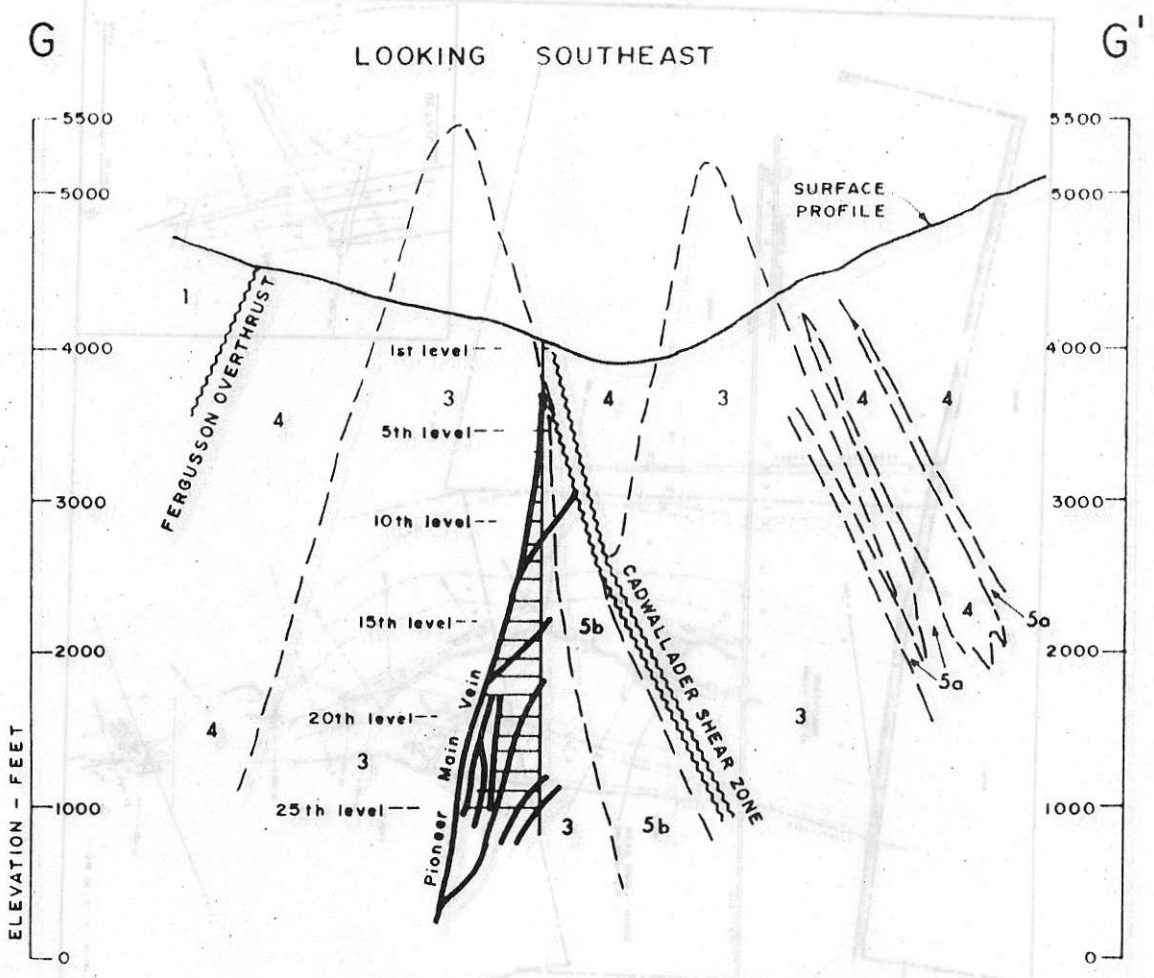 G
G'
LOOKING SOUTHEAST
5500
5500
5000
5000
SURFACE
PROFILE
1
FERGUSSON OVERTHRUST
4000
4000
1st level
3
4
3
4
4
4
5th level
3000
3000
10th level
CADWALLADER SHEAR ZONE
15th level
5b
4
5a
2000
2000
5a
Pioneer Main Vein
20th level
4
3
3
1000
1000
25th level
3
5b
ELEVATION - FEET
0
0